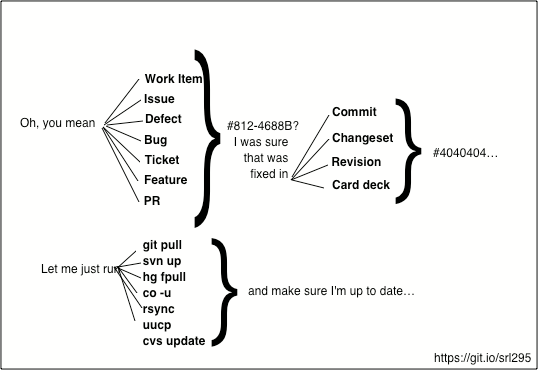 Oh, you mean
Work Item
Issue
Defect
Bug
Ticket
Feature
PR
#812-4688B?
I was sure
that was
fixed in
Commit
Changeset
Revision
Card deck
#4040404...
Let me just run
git pull
svn up
hg fpull
co -u
rsync
uucp
cvs update
and make sure I'm up to date...
https://git.io/srl295